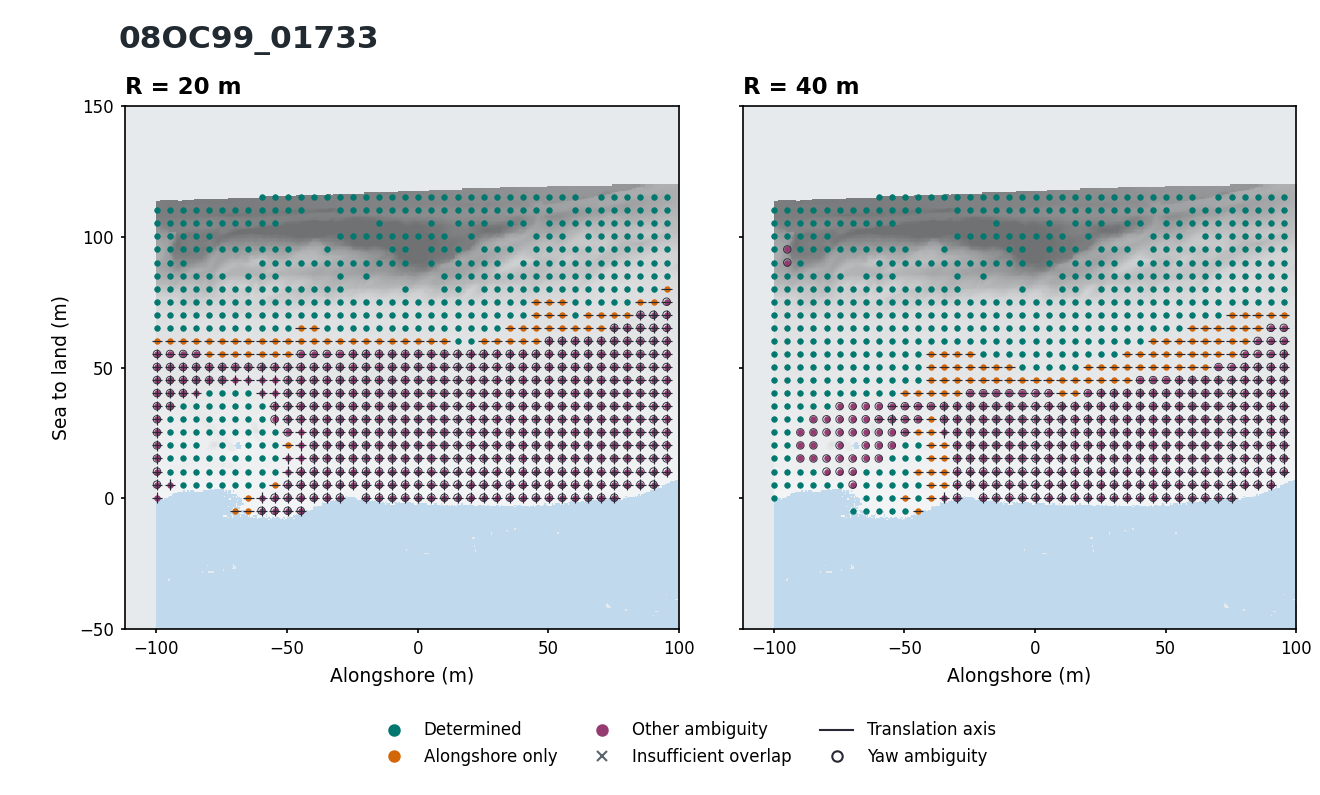 08OC99_01733
R = 20 m
R = 40 m
150
100
50
0
−50
Sea to land (m)
−100 −50 0 50 100
−100 −50 0 50 100
Alongshore (m)
Alongshore (m)
Determined
Other ambiguity
Translation axis
Alongshore only
Insufficient overlap
Yaw ambiguity